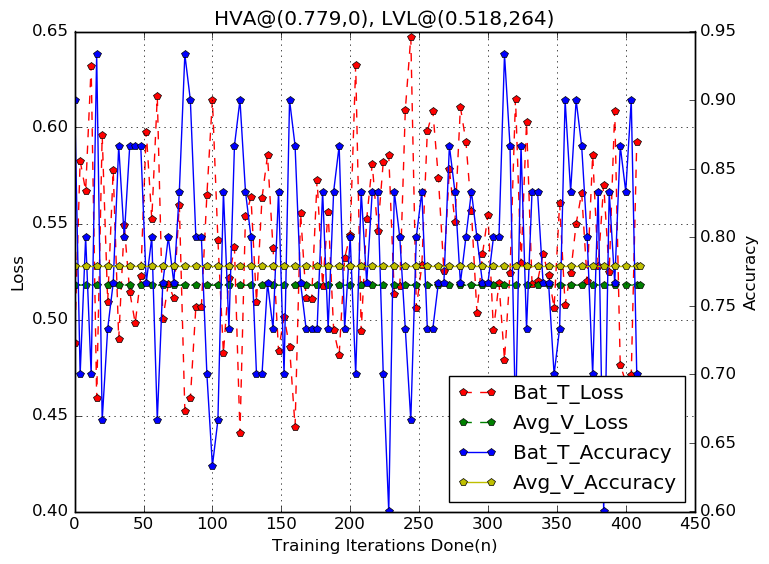 HVA@(0.779,0), LVL@(0.518,264)
0.65
0.60
0.55
0.50
0.45
0.40
Loss
0.95
0.90
0.85
0.80
0.75
0.70
0.65
0.60
Accuracy
Bat_T_Loss
Avg_V_Loss
Bat_T_Accuracy
Avg_V_Accuracy
0 50 100 150 200 250 300 350 400 450
Training Iterations Done(n)